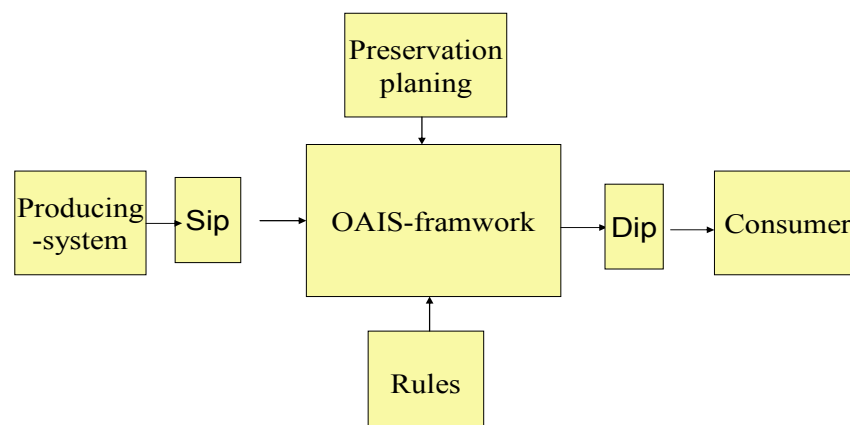 Preservation
planing
Producing
-system
Sip
OAIS-framwork
Dip
Consumer
Rules